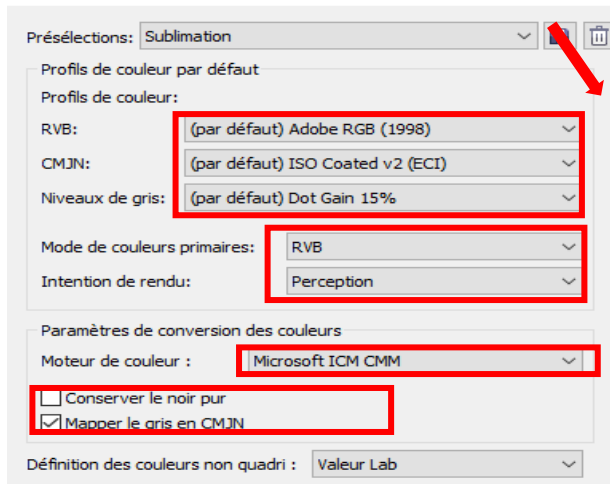 Présélections: Sublimation
Profils de couleur par défaut
Profils de couleur:
RVB: (par défaut) Adobe RGB (1998)
CMJN: (par défaut) ISO Coated v2 (ECI)
Niveaux de gris: (par défaut) Dot Gain 15%
Mode de couleurs primaires: RVB
Intention de rendu: Perception
Paramètres de conversion des couleurs
Moteur de couleur : Microsoft ICM CMM
Conserver le noir pur
Mapper le gris en CMJN
Définition des couleurs non quadri : Valeur Lab